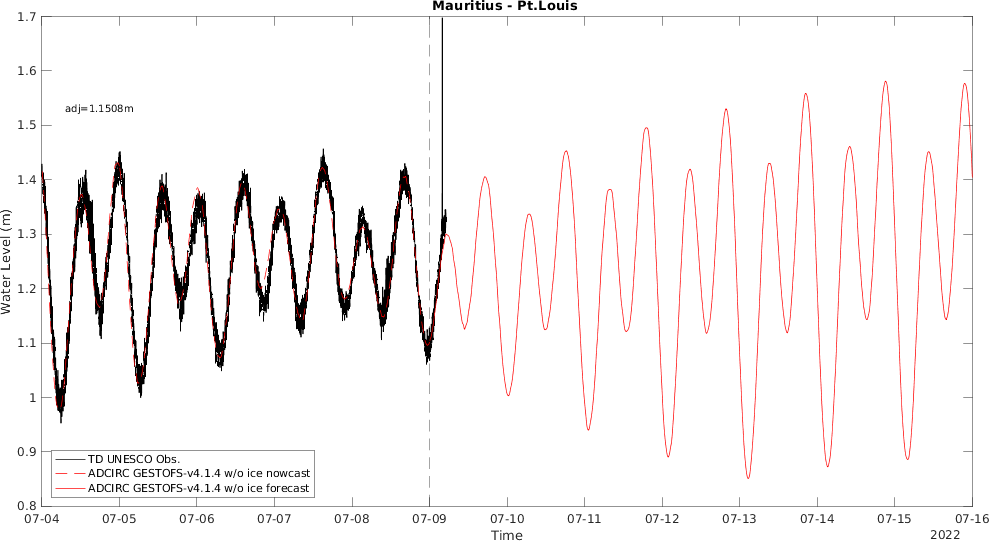 Mauritius - Pt.Louis
1.7
1.6
1.5
1.4
1.3
1.2
1.1
1
0.9
0.8
Water Level (m)
adj=1.1508m
TD UNESCO Obs.
ADCIRC GESTOFS-v4.1.4 w/o ice nowcast
ADCIRC GESTOFS-v4.1.4 w/o ice forecast
07-04 07-05 07-06 07-07 07-08 07-09 07-10 07-11 07-12 07-13 07-14 07-15 07-16
Time
2022